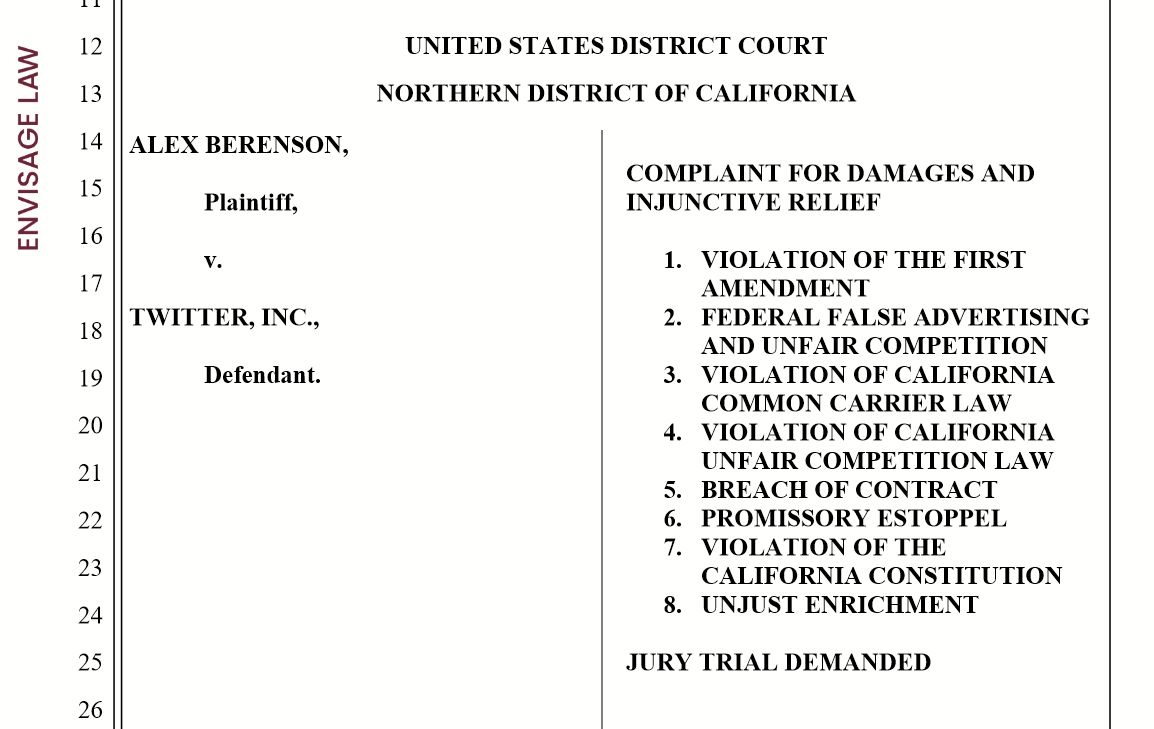 ENVISAGE LAW
11
12
13
14
15
16
17
18
19
20
21
22
23
24
25
26
UNITED STATES DISTRICT COURT
NORTHERN DISTRICT OF CALIFORNIA
ALEX BERENSON,
Plaintiff,
v.
TWITTER, INC.,
Defendant.
COMPLAINT FOR DAMAGES AND
INJUNCTIVE RELIEF
1. VIOLATION OF THE FIRST
AMENDMENT
2. FEDERAL FALSE ADVERTISING
AND UNFAIR COMPETITION
3. VIOLATION OF CALIFORNIA
COMMON CARRIER LAW
4. VIOLATION OF CALIFORNIA
UNFAIR COMPETITION LAW
5. BREACH OF CONTRACT
6. PROMISSORY ESTOPPEL
7. VIOLATION OF THE
CALIFORNIA CONSTITUTION
8. UNJUST ENRICHMENT
JURY TRIAL DEMANDED